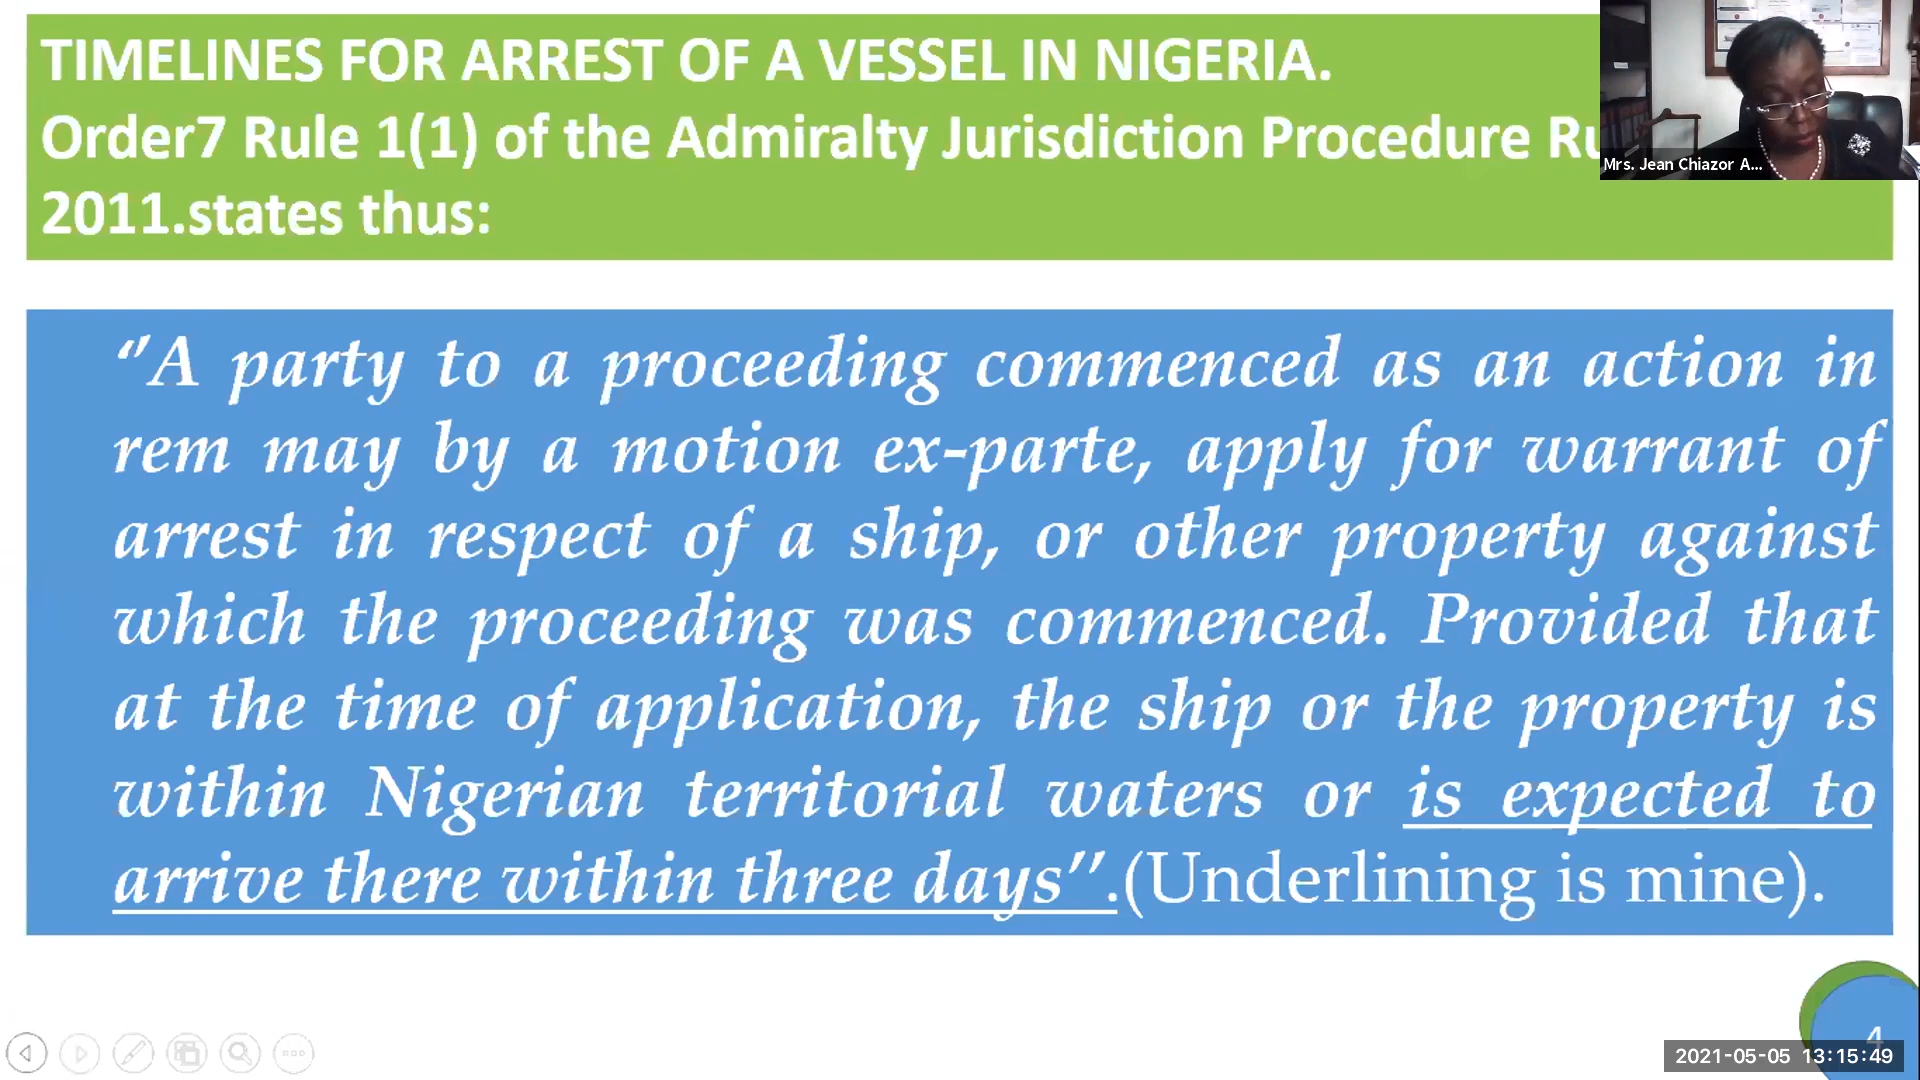 TIMELINES FOR ARREST OF A VESSEL IN NIGERIA.
Order7 Rule 1(1) of the Admiralty Jurisdiction Procedure Ru
2011.states thus:
Mrs. Jean Chiazor A...
‘’A party to a proceeding commenced as an action in
rem may by a motion ex-parte, apply for warrant of
arrest in respect of a ship, or other property against
which the proceeding was commenced. Provided that
at the time of application, the ship or the property is
within Nigerian territorial waters or is expected to
arrive there within three days’’.(Underlining is mine).
4
2021-05-05 13:15:49